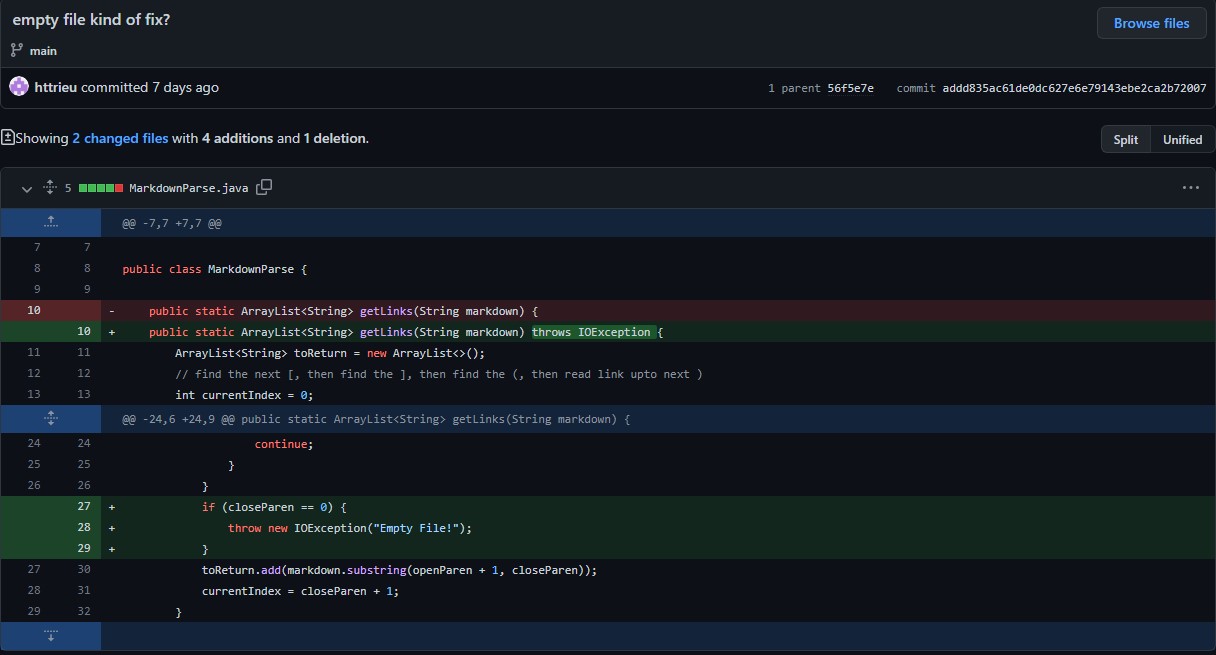 empty file kind of fix?
Browse files
main
httrieu committed 7 days ago
1 parent 56f5e7e commit addd835ac61de0dc627e6e79143ebe2ca2b72007
Showing 2 changed files with 4 additions and 1 deletion.
Split Unified
5 MarkdownParse.java
@@ -7,7 +7,7 @@
7 7
8 8 public class MarkdownParse {
9 9
10 - public static ArrayList<String> getLinks(String markdown) {
10 + public static ArrayList<String> getLinks(String markdown) throws IOException {
11 11 ArrayList<String> toReturn = new ArrayList<>();
12 12 // find the next [, then find the ], then find the (, then read link upto next )
13 13 int currentIndex = 0;
@@ -24,6 +24,9 @@ public static ArrayList<String> getLinks(String markdown) {
24 24 continue;
25 25 }
26 26 }
27 + if (closeParen == 0) {
28 + throw new IOException("Empty File!");
29 + }
27 30 toReturn.add(markdown.substring(openParen + 1, closeParen));
28 31 currentIndex = closeParen + 1;
29 32 }